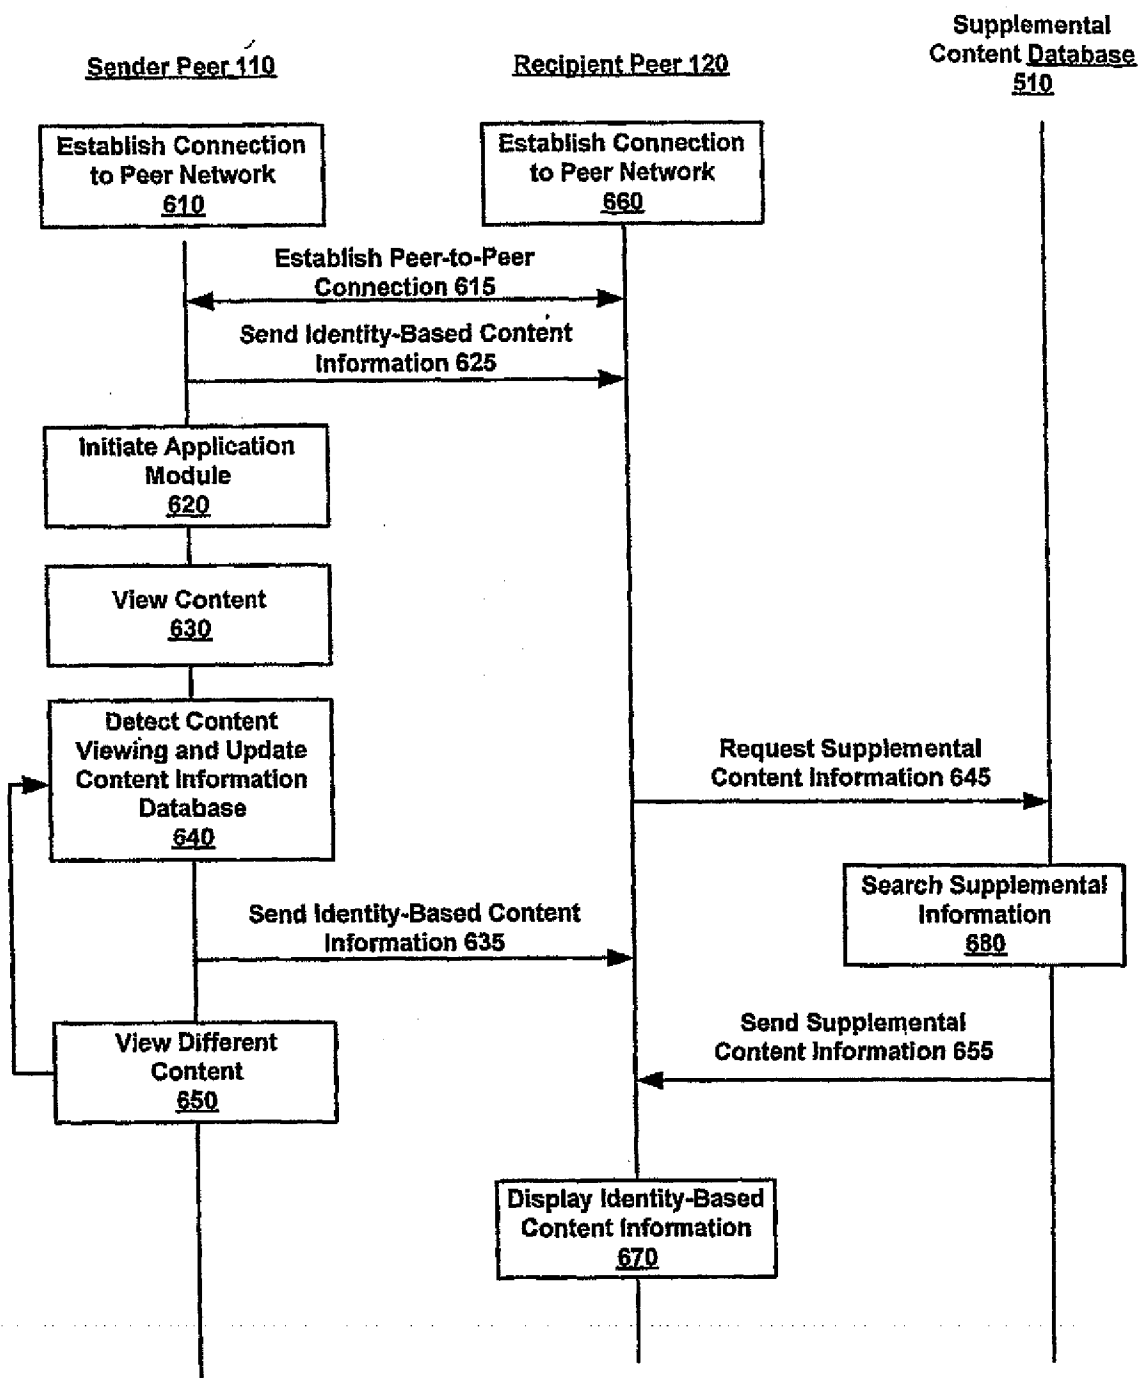 Sender Peer 110
Recipient Peer 120
Supplemental
Content Database
510
Establish Connection
to Peer Network
610
Establish Connection
to Peer Network
660
Establish Peer-to-Peer
Connection 615
Send Identity-Based Content
Information 625
Initiate Application
Module
620
View Content
630
Detect Content
Viewing and Update
Content Information
Database
640
Request Supplemental
Content Information 645
Search Supplemental
Information
680
Send Identity-Based Content
Information 635
View Different
Content
650
Send Supplemental
Content Information 655
Display Identity-Based
Content Information
670